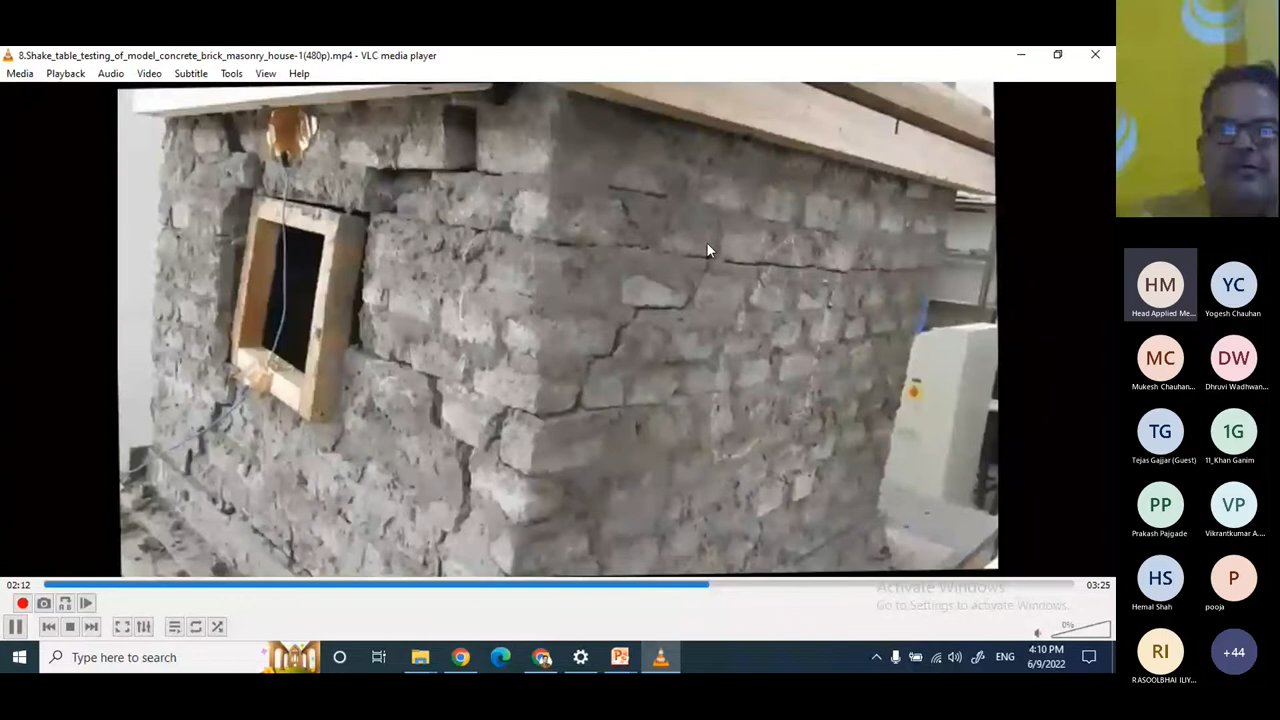 8.Shake_table_testing_of_model_concrete_brick_masonry_house-1(480p).mp4 - VLC media player
Media Playback Audio Video Subtitle Tools View Help
HM
Head Applied Me...
YC
Yogesh Chauhan
MC
Mukesh Chauhan...
DW
Dhruvi Wadhwan...
TG
Tejas Gajjar (Guest)
1G
11_Khan Ganim
PP
Prakash Pajgade
VP
Vikrantkumar A....
HS
Hemal Shah
P
pooja
RI
RASOOLBHAI ILIY...
+44
02:12
03:25
Activate Windows
Go to Settings to activate Windows.
0%
Type here to search
ENG
4:10 PM
6/9/2022